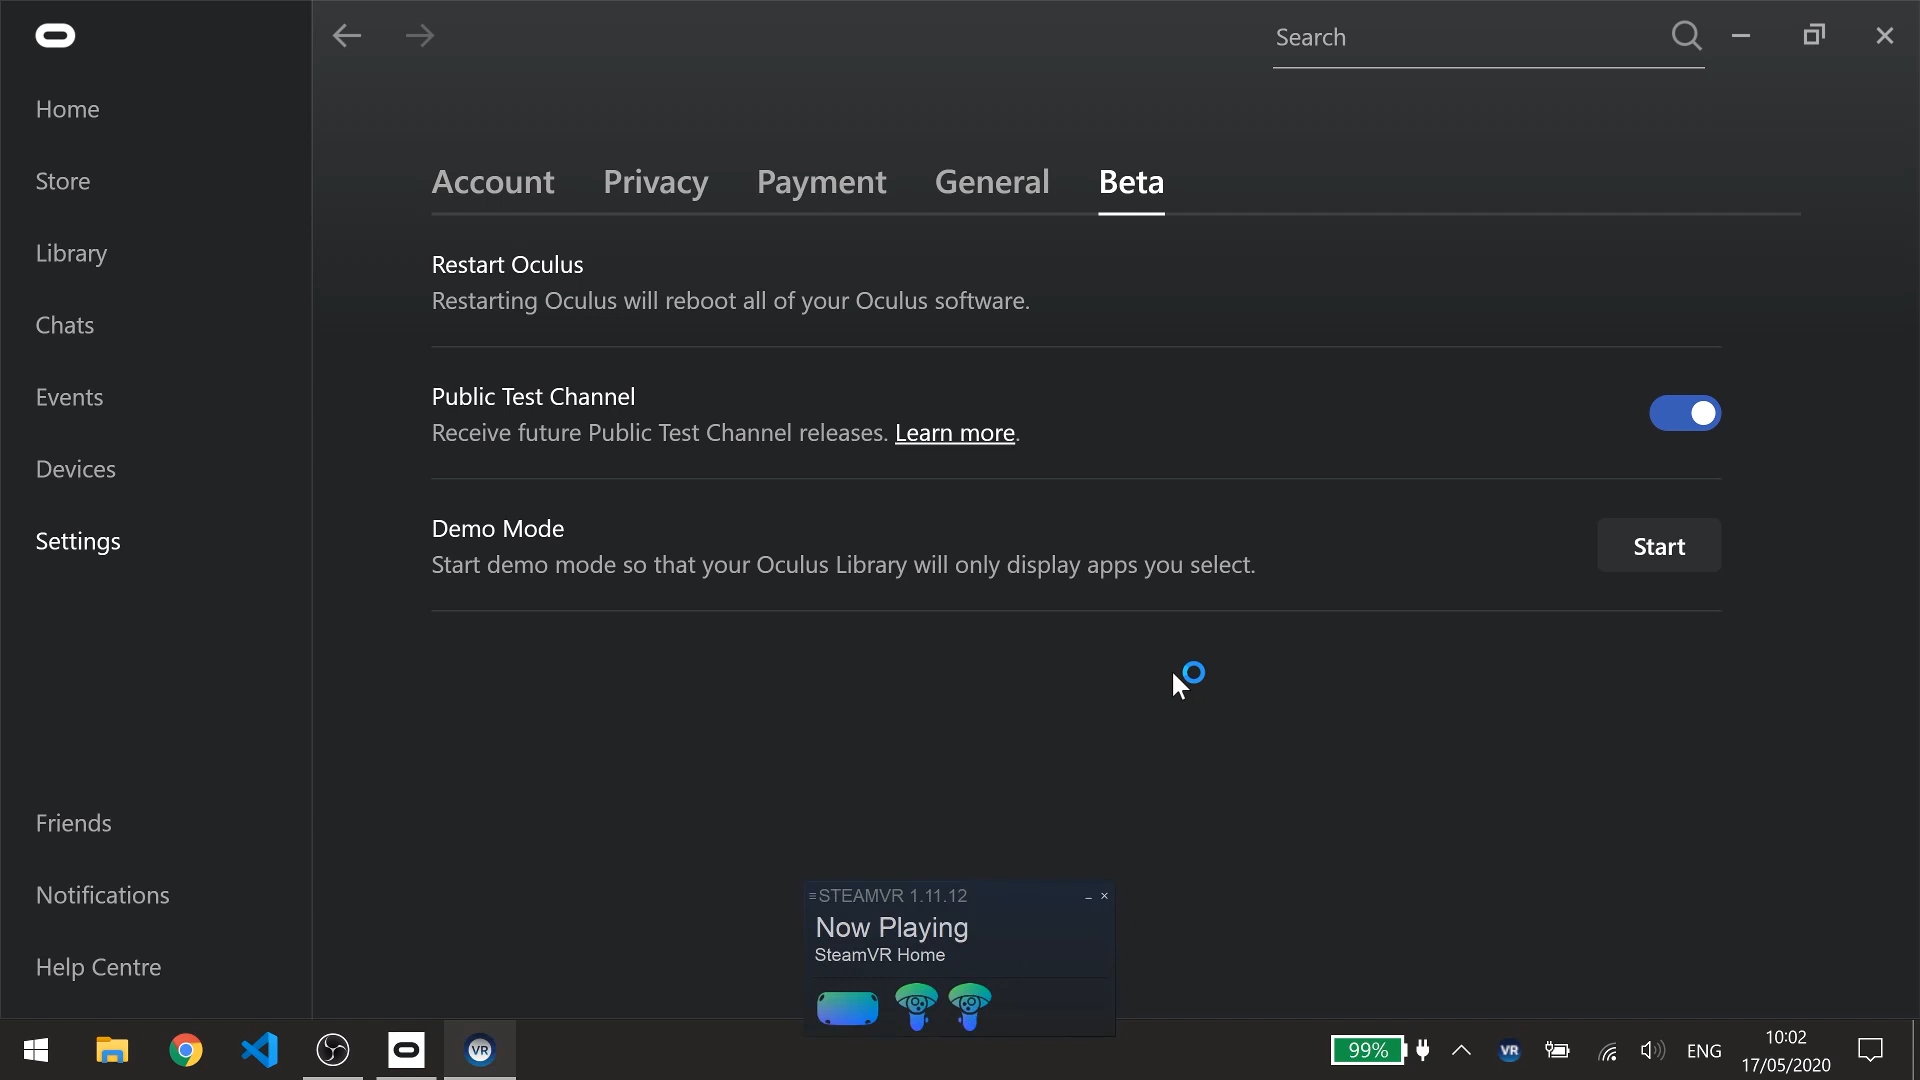 Search
Home
Store
Library
Chats
Events
Devices
Settings
Friends
Notifications
Help Centre
Account Privacy Payment General Beta
Restart Oculus
Restarting Oculus will reboot all of your Oculus software.
Public Test Channel
Receive future Public Test Channel releases. Learn more.
Demo Mode
Start demo mode so that your Oculus Library will only display apps you select.
Start
STEAMVR 1.11.12
Now Playing
SteamVR Home
VR
99%
VR
ENG
10:02
17/05/2020